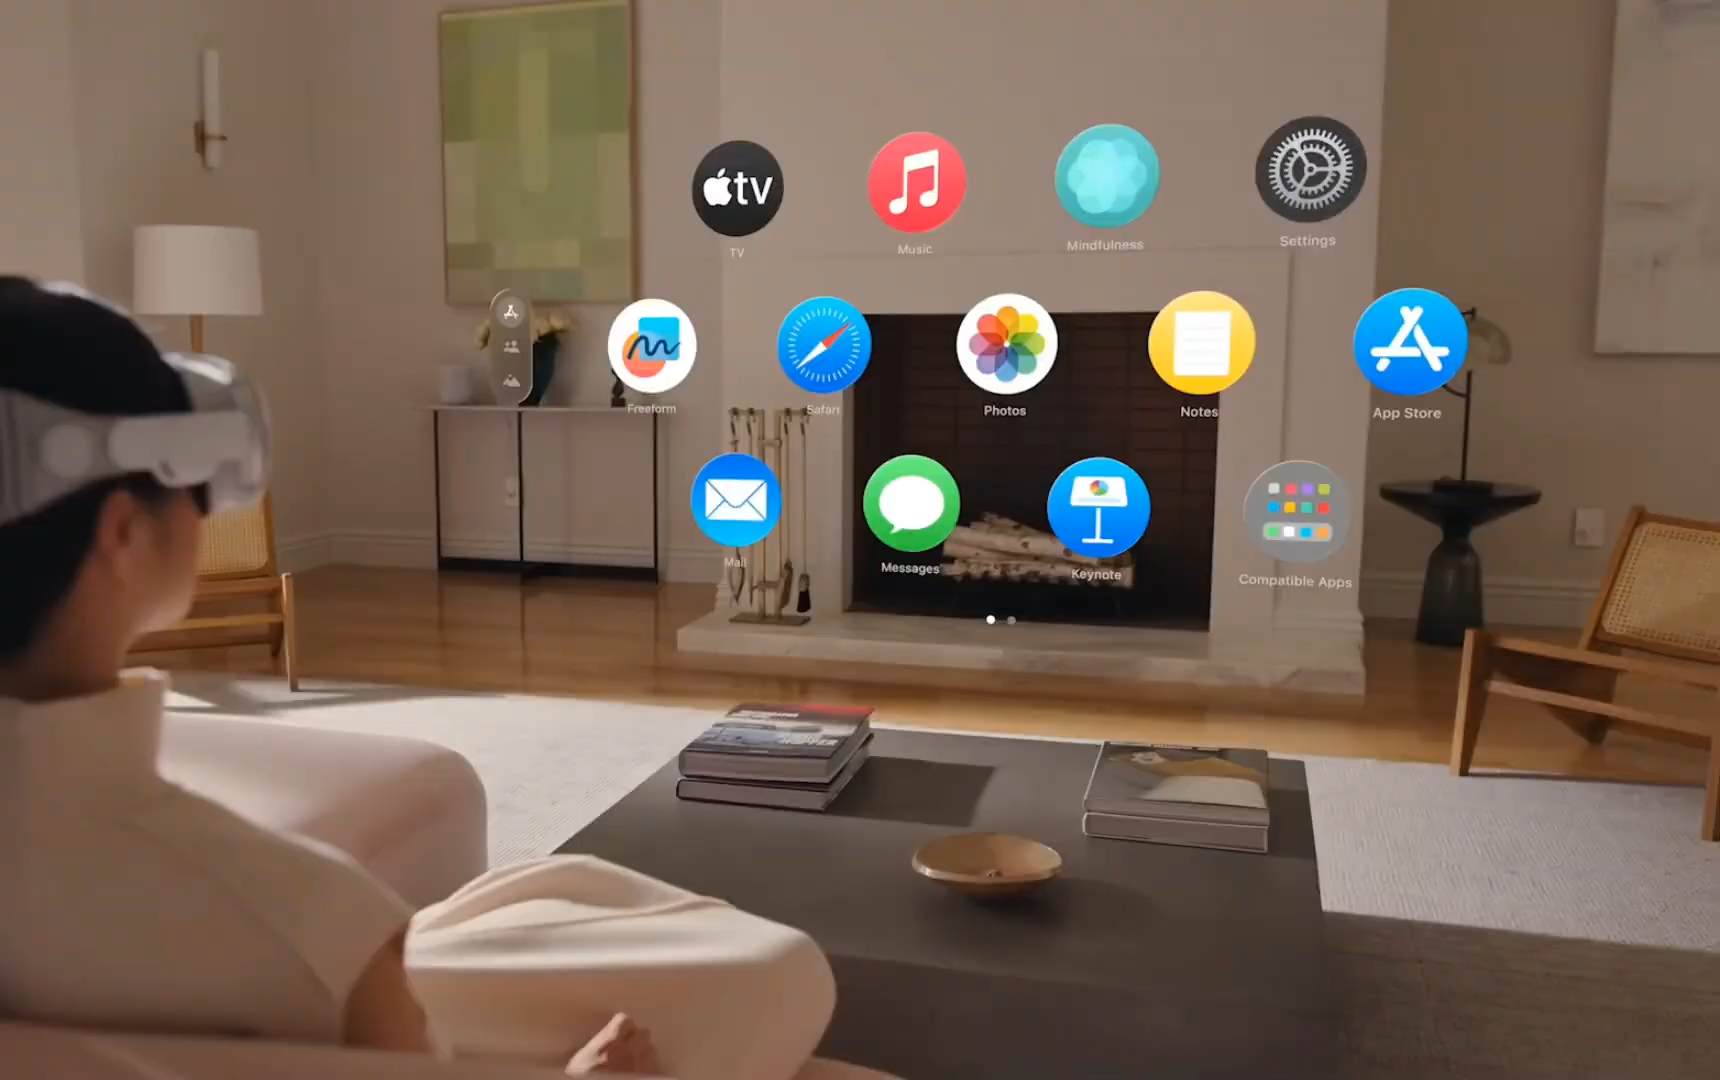 tv
TV
Music
Mindfulness
Settings
Freeform
Safari
Photos
Notes
App Store
Mail
Messages
Keynote
Compatible Apps